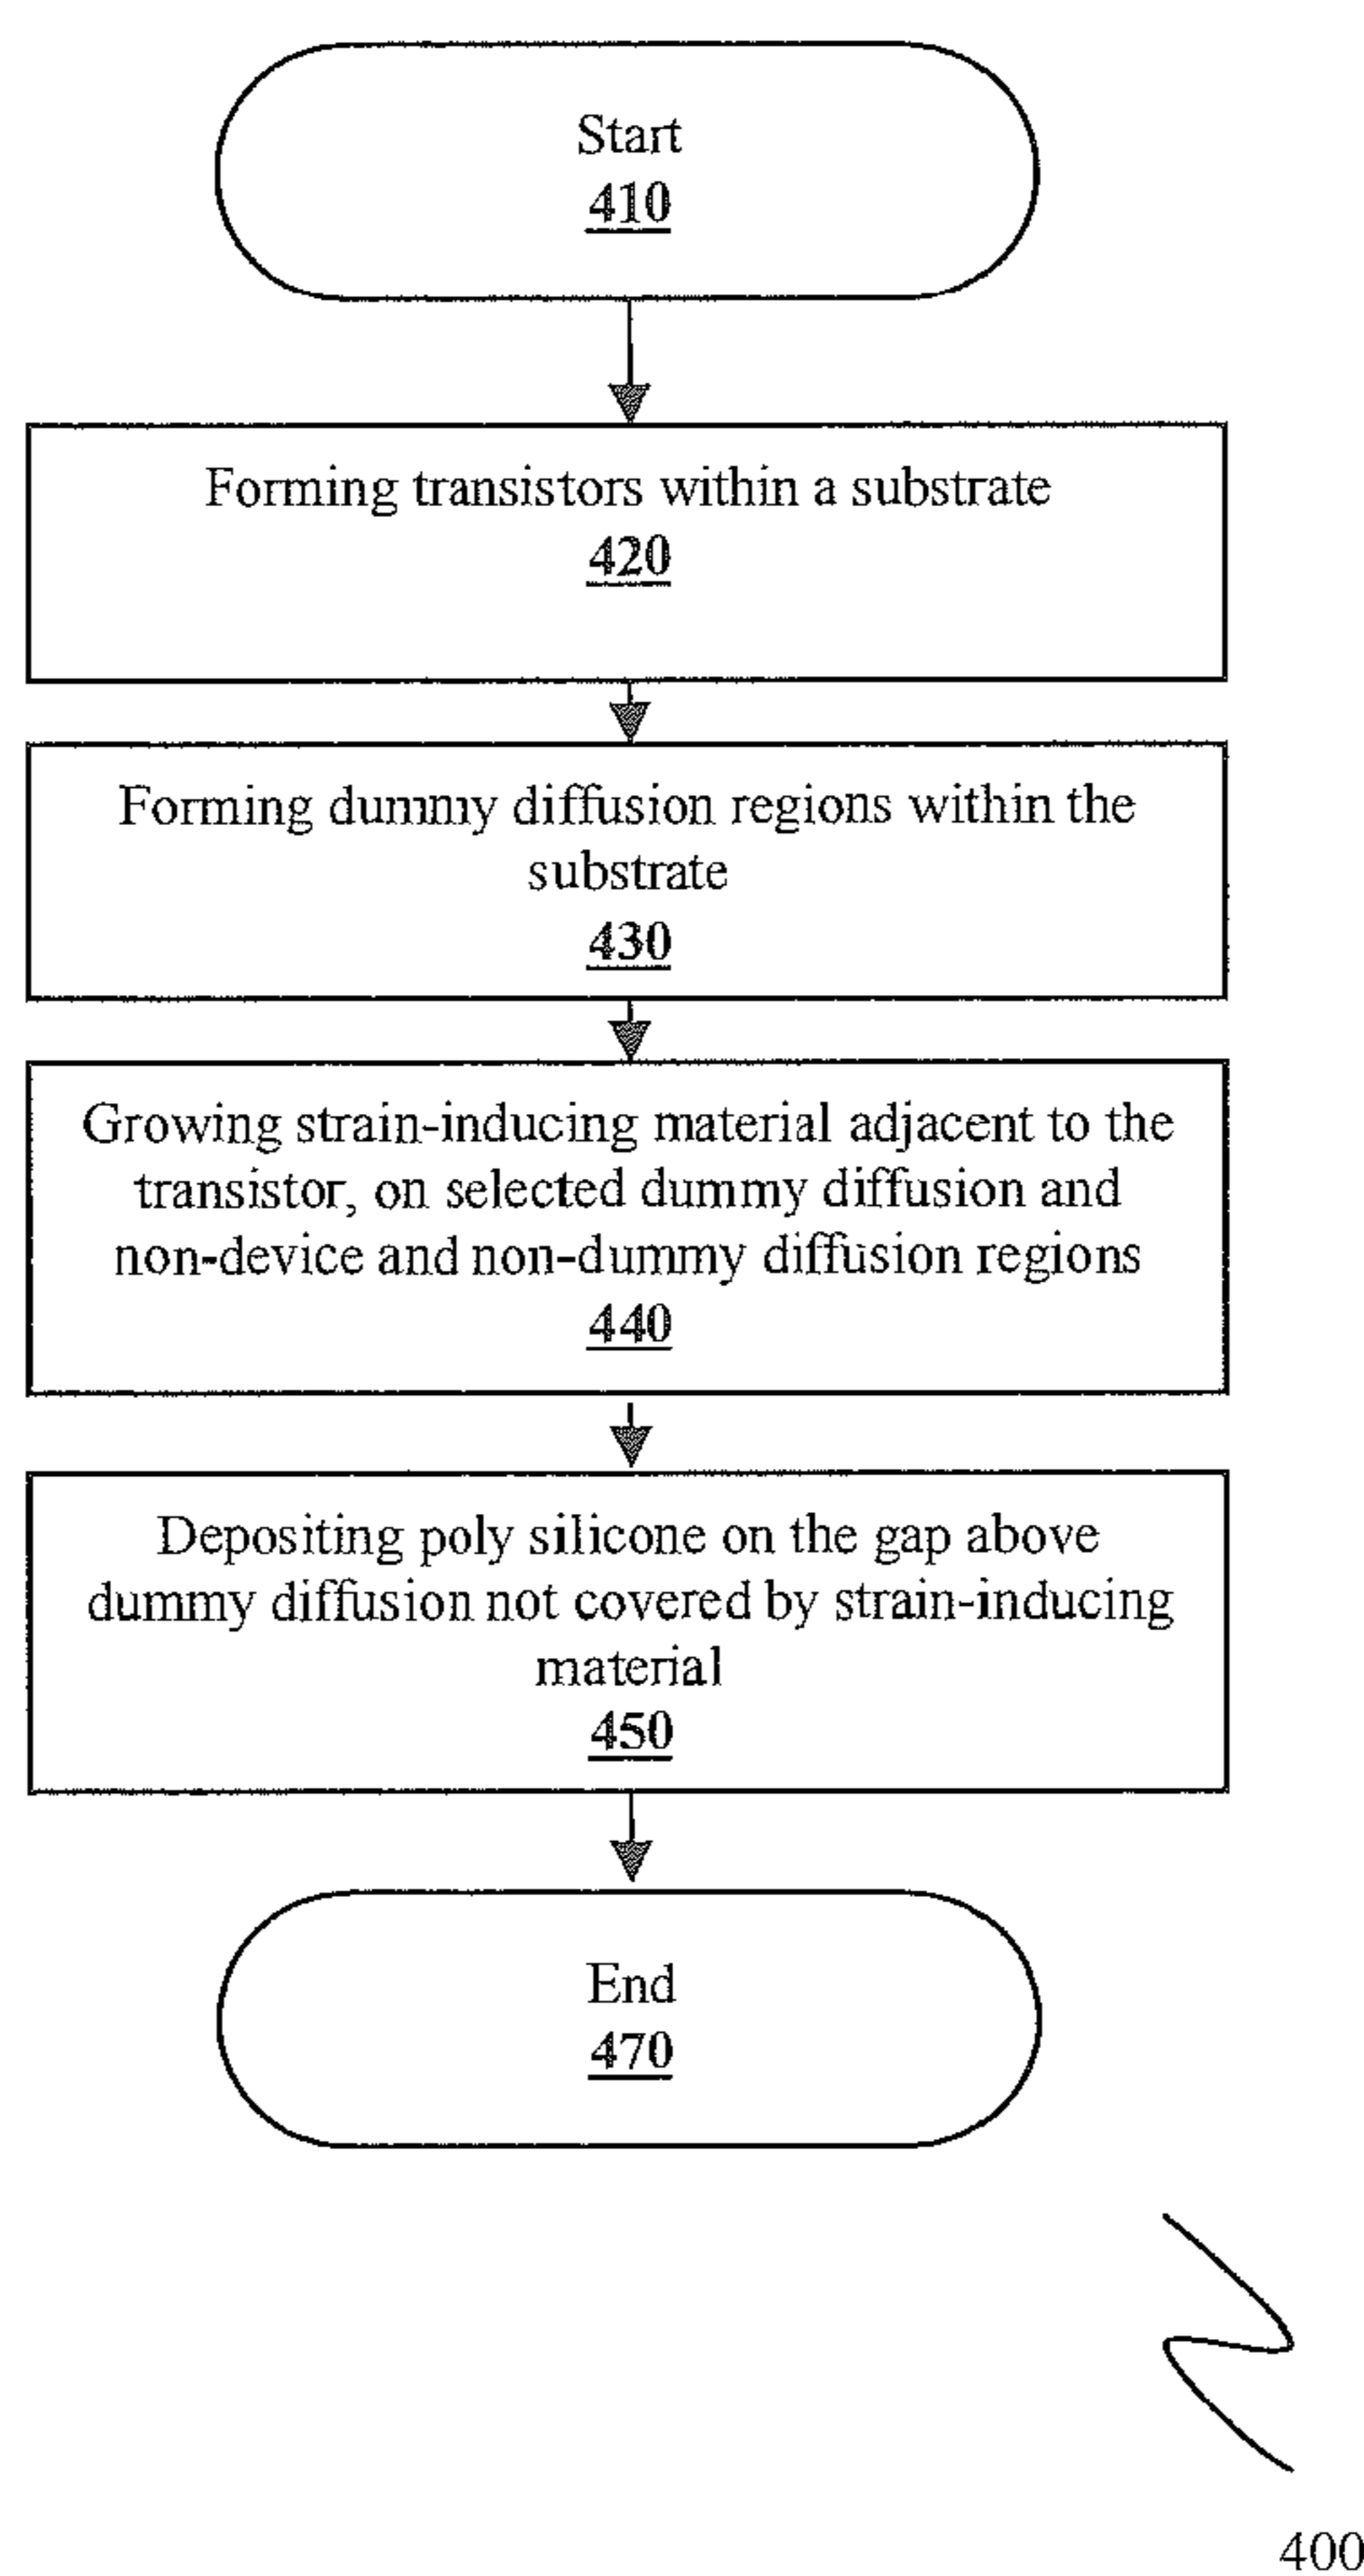 Start
410
Forming transistors within a substrate
420
Forming dummy diffusion regions within the
substrate
430
Growing strain-inducing material adjacent to the
transistor, on selected dummy diffusion and
non-device and non-dummy diffusion regions
440
Depositing poly silicone on the gap above
dummy diffusion not covered by strain-inducing
material
450
End
470
400